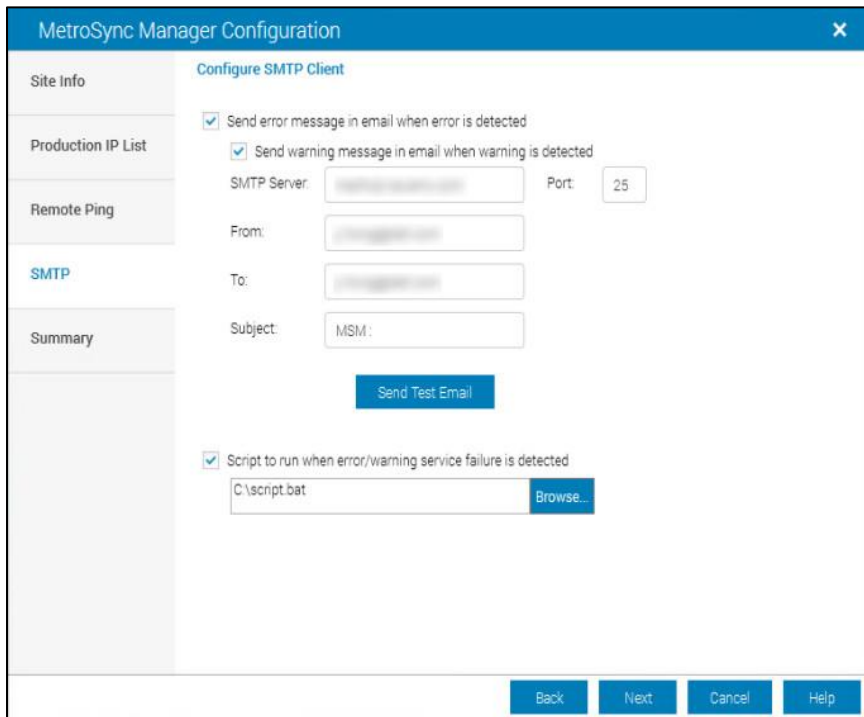 MetroSync Manager Configuration
Site Info
Production IP List
Remote Ping
SMTP
Summary
Configure SMTP Client
Send error message in email when error is detected
Send warning message in email when warning is detected
SMTP Server: Port: 25
From:
To:
Subject: MSM :
Send Test Email
Script to run when error/warning service failure is detected
C:\script.bat Browse...
Back Next Cancel Help